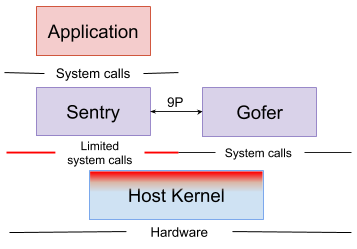 Application
System calls
Sentry
9P
Gofer
Limited
system calls
System calls
Host Kernel
Hardware